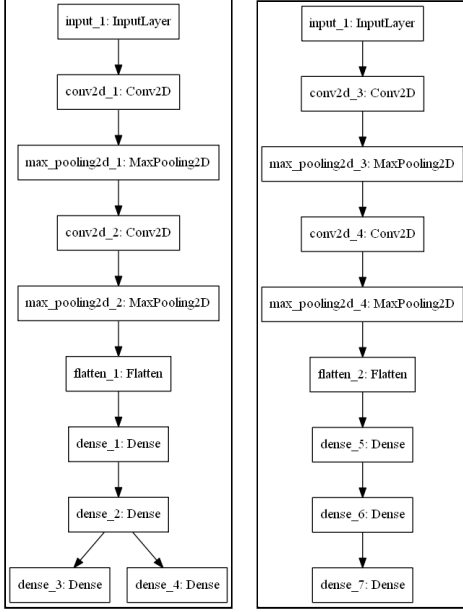 input_1: InputLayer
conv2d_1: Conv2D
max_pooling2d_1: MaxPooling2D
conv2d_2: Conv2D
max_pooling2d_2: MaxPooling2D
flatten_1: Flatten
dense_1: Dense
dense_2: Dense
dense_3: Dense
dense_4: Dense
input_1: InputLayer
conv2d_3: Conv2D
max_pooling2d_3: MaxPooling2D
conv2d_4: Conv2D
max_pooling2d_4: MaxPooling2D
flatten_2: Flatten
dense_5: Dense
dense_6: Dense
dense_7: Dense